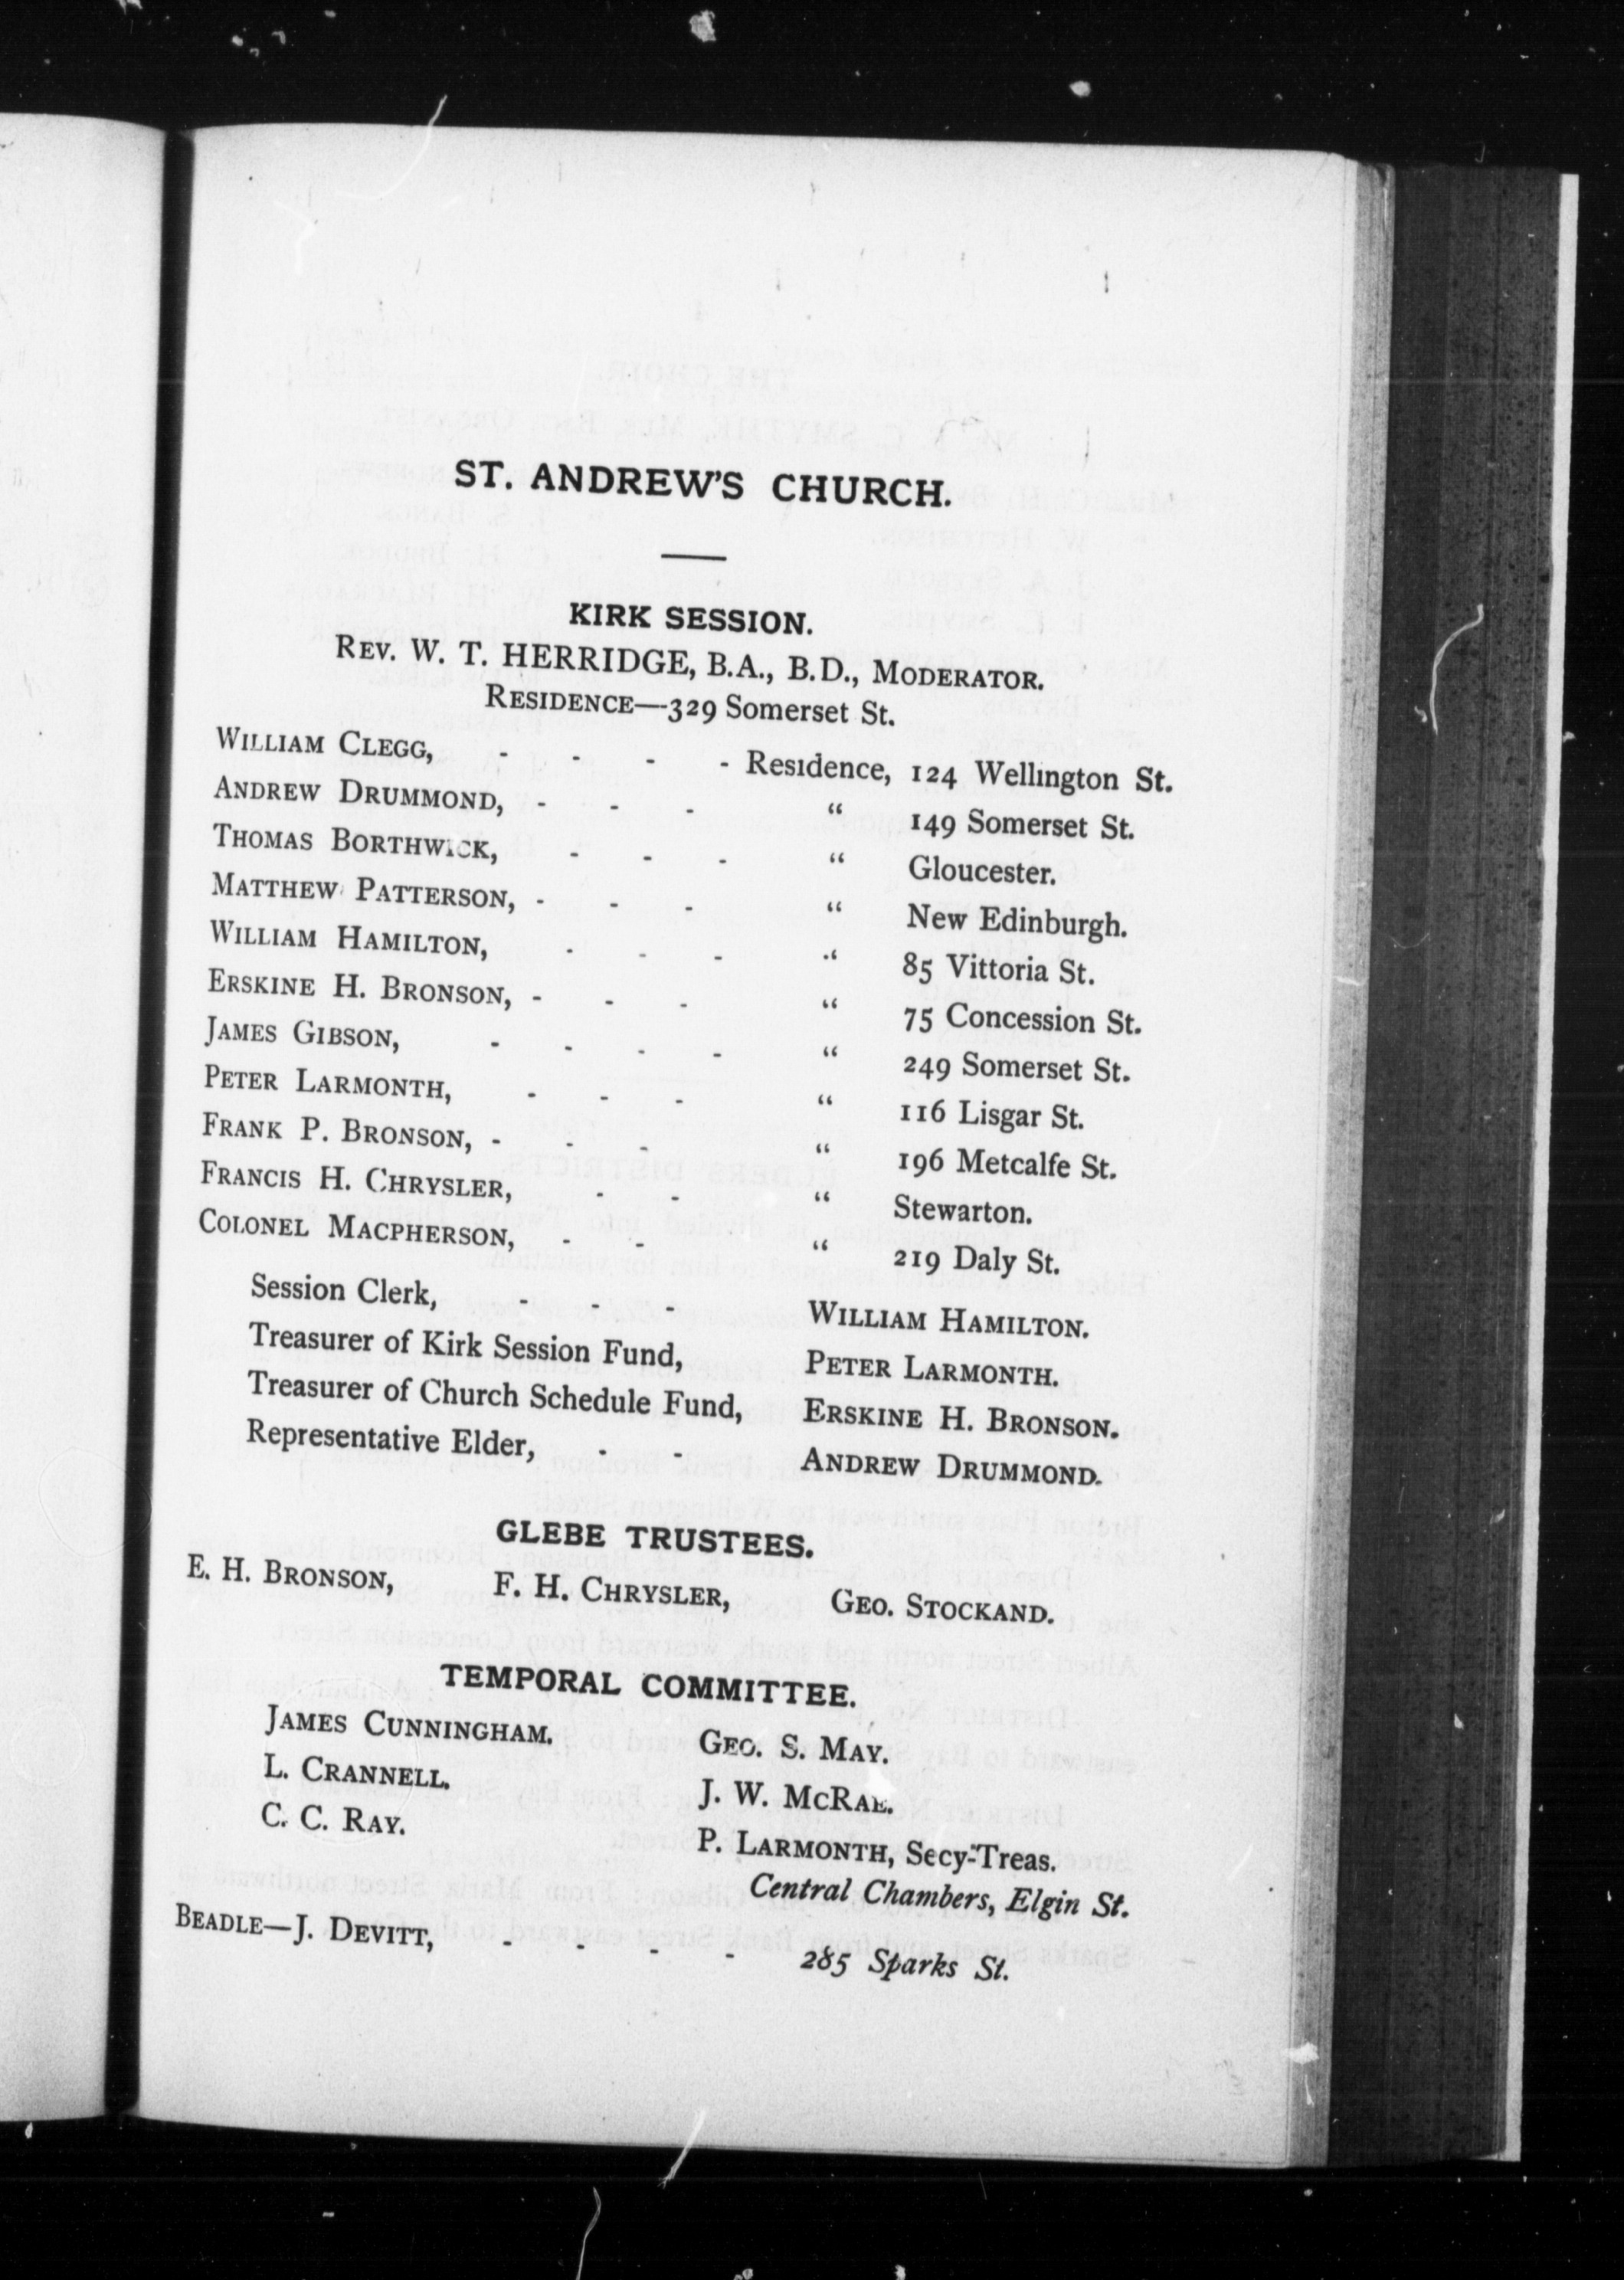 ST. ANDREW'S CHURCH.
KIRK SESSION.
REV. W. T. HERRIDGE, B.A., B.D., MODERATOR.
RESIDENCE—329 Somerset St.
WILLIAM CLEGG, - - - - Residence, 124 Wellington St.
ANDREW DRUMMOND, - - - " 149 Somerset St.
THOMAS BORTHWICK, - - - " Gloucester.
MATTHEW PATTERSON, - - - " New Edinburgh.
WILLIAM HAMILTON, - - - " 85 Vittoria St.
ERSKINE H. BRONSON, - - - " 75 Concession St.
JAMES GIBSON, - - - - " 249 Somerset St.
PETER LARMONTH, - - - " 116 Lisgar St.
FRANK P. BRONSON, - - - " 196 Metcalfe St.
FRANCIS H. CHRYSLER, - - " Stewarton.
COLONEL MACPHERSON, - - " 219 Daly St.
Session Clerk, - - - WILLIAM HAMILTON.
Treasurer of Kirk Session Fund, PETER LARMONTH.
Treasurer of Church Schedule Fund, ERSKINE H. BRONSON.
Representative Elder, - - ANDREW DRUMMOND.
GLEBE TRUSTEES.
E. H. BRONSON, F. H. CHRYSLER, GEO. STOCKAND.
TEMPORAL COMMITTEE.
JAMES CUNNINGHAM. GEO. S. MAY.
L. CRANNELL. J. W. MCRAE.
C. C. RAY. P. LARMONTH, Secy-Treas.
Central Chambers, Elgin St.
BEADLE—J. DEVITT, - - - - 285 Sparks St.